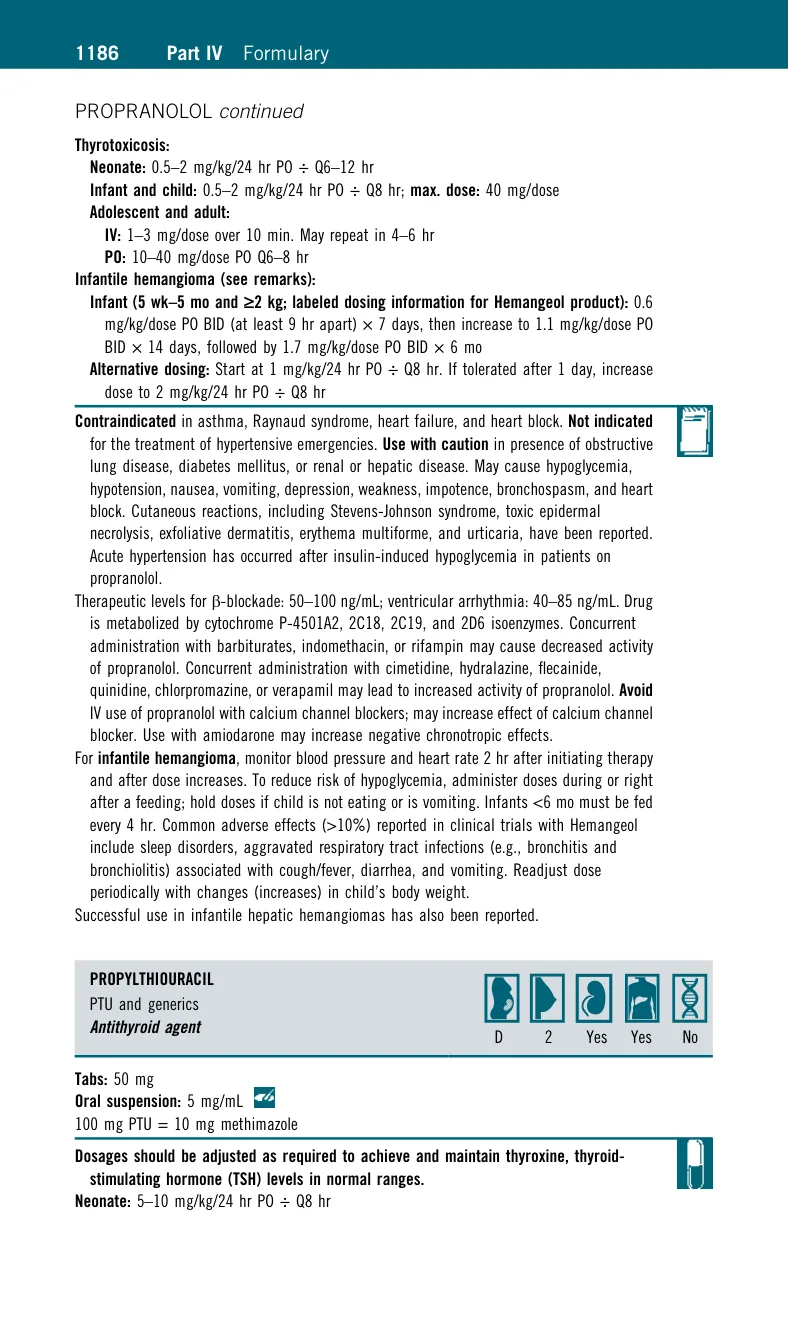 1186 Part IV Formulary
PROPRANOLOL continued
Thyrotoxicosis:
Neonate: 0.5–2 mg/kg/24 hr PO ÷ Q6–12 hr
Infant and child: 0.5–2 mg/kg/24 hr PO ÷ Q8 hr; max. dose: 40 mg/dose
Adolescent and adult:
IV: 1–3 mg/dose over 10 min. May repeat in 4–6 hr
PO: 10–40 mg/dose PO Q6–8 hr
Infantile hemangioma (see remarks):
Infant (5 wk–5 mo and ≥2 kg; labeled dosing information for Hemangeol product): 0.6
mg/kg/dose PO BID (at least 9 hr apart) × 7 days, then increase to 1.1 mg/kg/dose PO
BID × 14 days, followed by 1.7 mg/kg/dose PO BID × 6 mo
Alternative dosing: Start at 1 mg/kg/24 hr PO ÷ Q8 hr. If tolerated after 1 day, increase
dose to 2 mg/kg/24 hr PO ÷ Q8 hr
Contraindicated in asthma, Raynaud syndrome, heart failure, and heart block. Not indicated
for the treatment of hypertensive emergencies. Use with caution in presence of obstructive
lung disease, diabetes mellitus, or renal or hepatic disease. May cause hypoglycemia,
hypotension, nausea, vomiting, depression, weakness, impotence, bronchospasm, and heart
block. Cutaneous reactions, including Stevens-Johnson syndrome, toxic epidermal
necrolysis, exfoliative dermatitis, erythema multiforme, and urticaria, have been reported.
Acute hypertension has occurred after insulin-induced hypoglycemia in patients on
propranolol.
Therapeutic levels for β-blockade: 50–100 ng/mL; ventricular arrhythmia: 40–85 ng/mL. Drug
is metabolized by cytochrome P-4501A2, 2C18, 2C19, and 2D6 isoenzymes. Concurrent
administration with barbiturates, indomethacin, or rifampin may cause decreased activity
of propranolol. Concurrent administration with cimetidine, hydralazine, flecainide,
quinidine, chlorpromazine, or verapamil may lead to increased activity of propranolol. Avoid
IV use of propranolol with calcium channel blockers; may increase effect of calcium channel
blocker. Use with amiodarone may increase negative chronotropic effects.
For infantile hemangioma, monitor blood pressure and heart rate 2 hr after initiating therapy
and after dose increases. To reduce risk of hypoglycemia, administer doses during or right
after a feeding; hold doses if child is not eating or is vomiting. Infants <6 mo must be fed
every 4 hr. Common adverse effects (>10%) reported in clinical trials with Hemangeol
include sleep disorders, aggravated respiratory tract infections (e.g., bronchitis and
bronchiolitis) associated with cough/fever, diarrhea, and vomiting. Readjust dose
periodically with changes (increases) in child's body weight.
Successful use in infantile hepatic hemangiomas has also been reported.
PROPYLTHIOURACIL
PTU and generics
Antithyroid agent
D 2 Yes Yes No
Tabs: 50 mg
Oral suspension: 5 mg/mL
100 mg PTU = 10 mg methimazole
Dosages should be adjusted as required to achieve and maintain thyroxine, thyroid-
stimulating hormone (TSH) levels in normal ranges.
Neonate: 5–10 mg/kg/24 hr PO ÷ Q8 hr